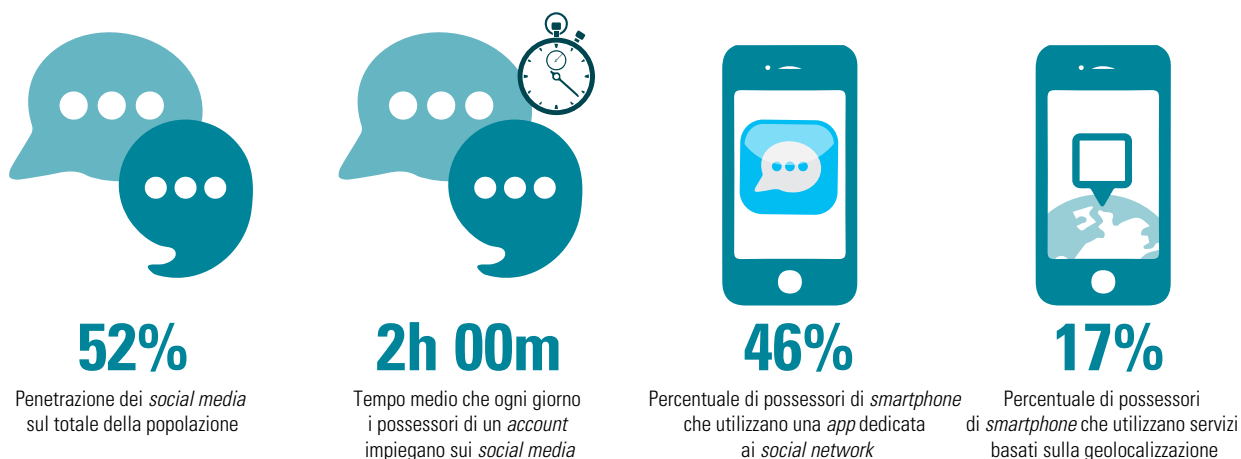 52%
Penetrazione dei social media
sul totale della popolazione
2h 00m
Tempo medio che ogni giorno
i possessori di un account
impiegano sui social media
46%
Percentuale di possessori di smartphone
che utilizzano una app dedicata
ai social network
17%
Percentuale di possessori
di smartphone che utilizzano servizi
basati sulla geolocalizzazione